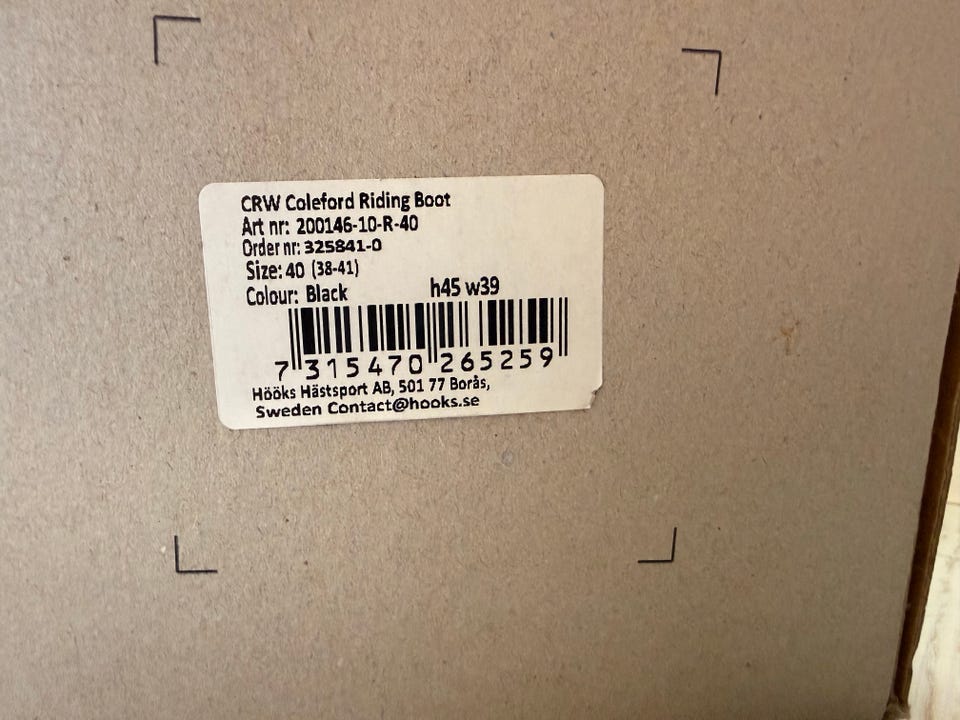 CRW Coleford Riding Boot
Art nr: 200146-10-R-40
Order nr: 325841-0
Size: 40 (38-41)
Colour: Black h45 w39
7 315470 265259
Hööks Hästsport AB, 501 77 Borås,
Sweden Contact@hooks.se